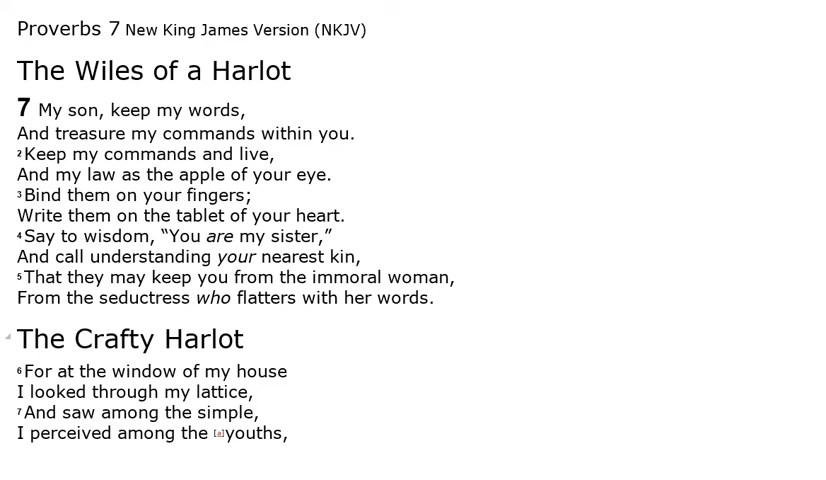 Proverbs 7 New King James Version (NKJV)
The Wiles of a Harlot
7 My son, keep my words,
And treasure my commands within you.
2 Keep my commands and live,
And my law as the apple of your eye.
3 Bind them on your fingers;
Write them on the tablet of your heart.
4 Say to wisdom, “You are my sister,”
And call understanding your nearest kin,
5 That they may keep you from the immoral woman,
From the seductress who flatters with her words.
The Crafty Harlot
6 For at the window of my house
I looked through my lattice,
7 And saw among the simple,
I perceived among the [a]youths,